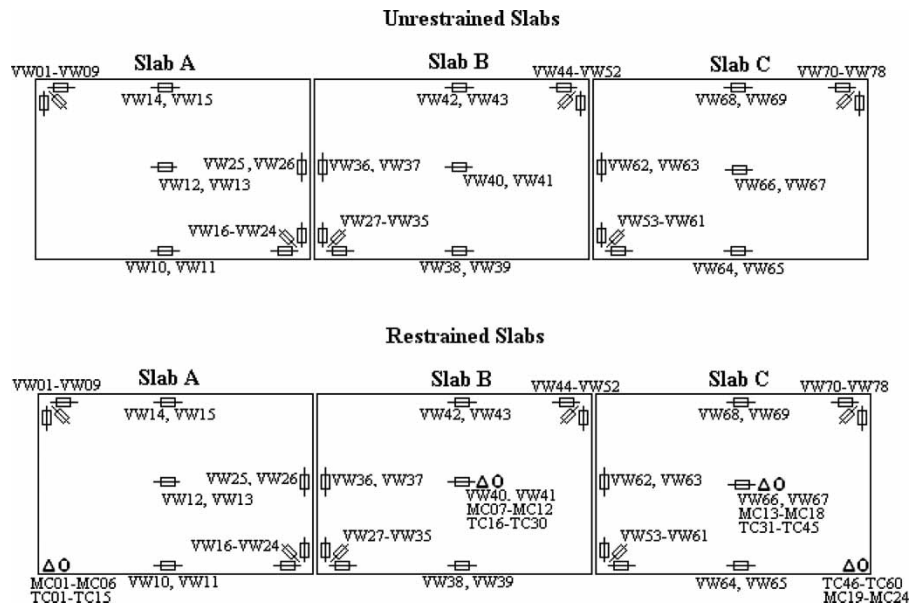 Unrestrained Slabs
Slab A
Slab B
Slab C
VW01-VW09
VW44-VW52
VW70-VW78
VW14, VW15
VW42, VW43
VW68, VW69
VW25, VW26
VW36, VW37
VW62, VW63
VW12, VW13
VW40, VW41
VW66, VW67
VW16-VW24
VW27-VW35
VW53-VW61
VW10, VW11
VW38, VW39
VW64, VW65
Restrained Slabs
Slab A
Slab B
Slab C
VW01-VW09
VW44-VW52
VW70-VW78
VW14, VW15
VW42, VW43
VW68, VW69
VW25, VW26
VW36, VW37
VW62, VW63
VW12, VW13
VW40, VW41
MC07-MC12
TC16-TC30
VW66, VW67
MC13-MC18
TC31-TC45
VW16-VW24
VW27-VW35
VW53-VW61
MC01-MC06
TC01-TC15
VW10, VW11
VW38, VW39
VW64, VW65
TC46-TC60
MC19-MC24